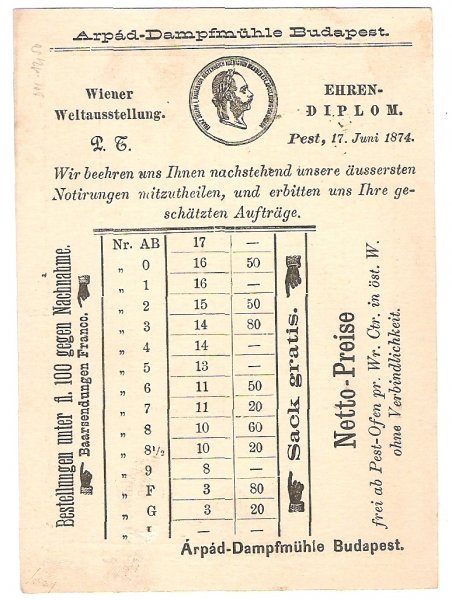 Arpád-Dampfmühle Budapest.
Wiener
Weltausstellung.
P. T.
EHREN-
DIPLOM.
Pest, 17. Juni 1874.
Wir beehren uns Ihnen nachstehend unsere äussersten
Notirungen mitzutheilen, und erbitten uns Ihre ge-
schätzten Aufträge.
Bestellungen unter fl. 100 gegen Nachnahme.
Baarsendungen Franco.
Nr. AB 17 —
„ 0 16 50
„ 1 16 —
„ 2 15 50
„ 3 14 80
„ 4 14 —
„ 5 13 —
„ 6 11 50
„ 7 11 20
„ 8 10 60
„ 8½ 10 20
„ 9 8 —
„ F 3 80
„ G 3 20
„ — —
Sack gratis.
Netto-Preise
frei ab Pest-Ofen pr. Wr. Ctr. in öst. W.
ohne Verbindlichkeit.
Árpád-Dampfmühle Budapest.